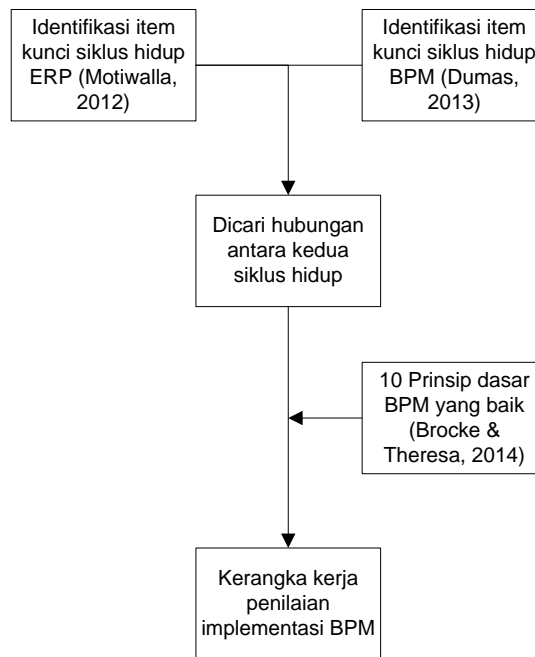 Identifikasi item
kunci siklus hidup
ERP (Motiwalla,
2012)
Identifikasi item
kunci siklus hidup
BPM (Dumas,
2013)
Dicari hubungan
antara kedua
siklus hidup
10 Prinsip dasar
BPM yang baik
(Brocke &
Theresa, 2014)
Kerangka kerja
penilaian
implementasi BPM